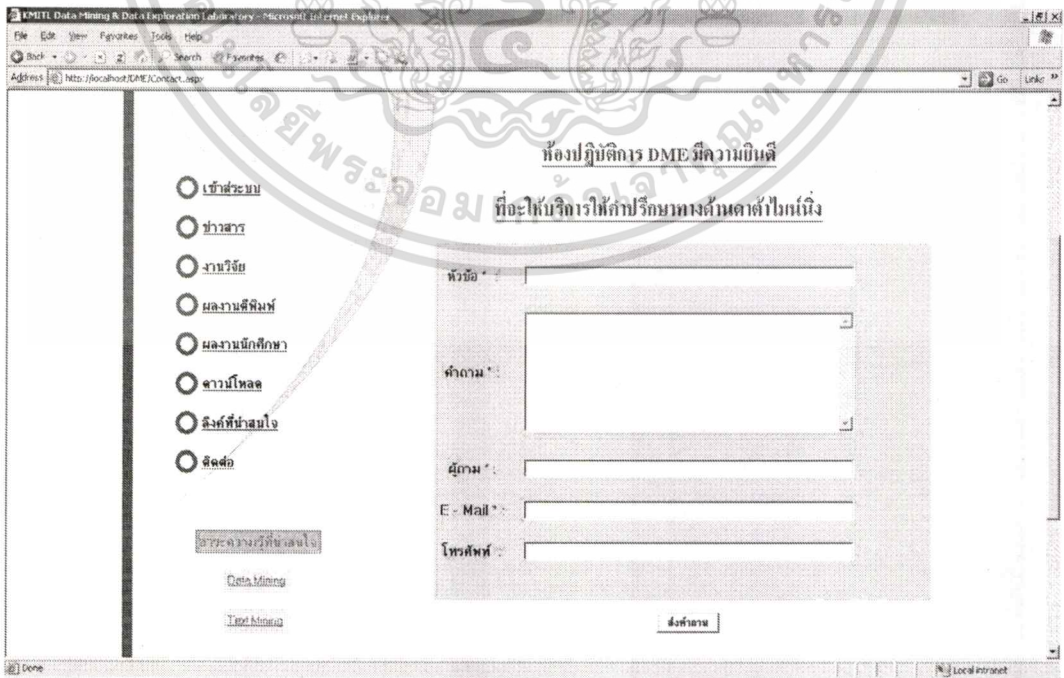 KMITL Data Mining & Data Exploration Laboratory - Microsoft Internet Explorer
File Edit View Favorites Tools Help
Back Search Favorites
Address http://localhost/DME/Contact.aspx Go Links
ห้องปฏิบัติการ DME มีความยินดี
ที่จะให้บริการให้คำปรึกษาทางด้านดาต้าไมน์นิ่ง
เข้าสู่ระบบ
ข่าวสาร
งานวิจัย
ผลงานตีพิมพ์
ผลงานนักศึกษา
ดาวน์โหลด
ลิงค์ที่น่าสนใจ
ติดต่อ
สาระความรู้ที่น่าสนใจ
Data Mining
Text Mining
หัวข้อ * :
คำถาม * :
ผู้ถาม * :
E - Mail * :
โทรศัพท์ :
ส่งคำถาม
Done Local intranet